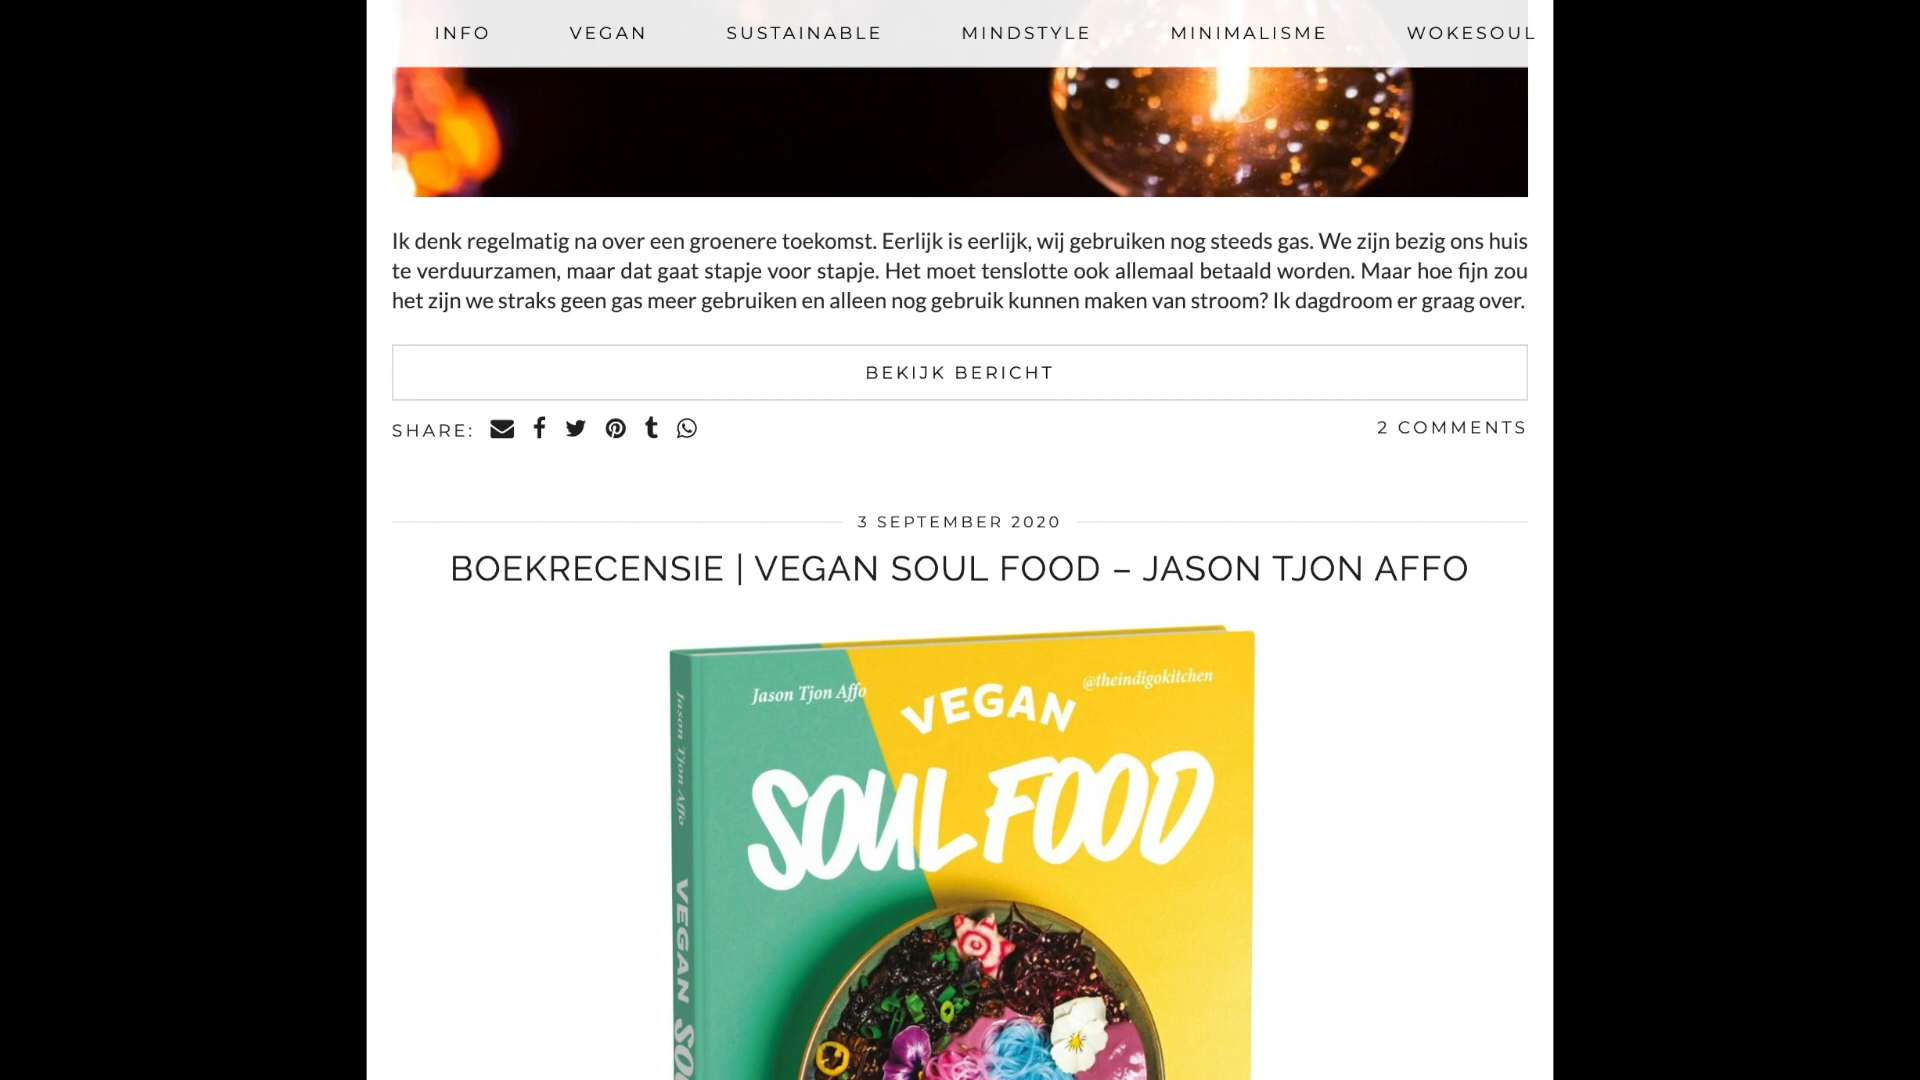 INFO VEGAN SUSTAINABLE MINDSTYLE MINIMALISME WOKESOUL
Ik denk regelmatig na over een groenere toekomst. Eerlijk is eerlijk, wij gebruiken nog steeds gas. We zijn bezig ons huis
te verduurzamen, maar dat gaat stapje voor stapje. Het moet tenslotte ook allemaal betaald worden. Maar hoe fijn zou
het zijn we straks geen gas meer gebruiken en alleen nog gebruik kunnen maken van stroom? Ik dagdroom er graag over.
BEKIJK BERICHT
SHARE:
2 COMMENTS
3 SEPTEMBER 2020
BOEKRECENSIE | VEGAN SOUL FOOD – JASON TJON AFFO
Jason Tjon Affo
@theindigokitchen
VEGAN
SOUL FOOD
Jason Tjon Affo
VEGAN SO